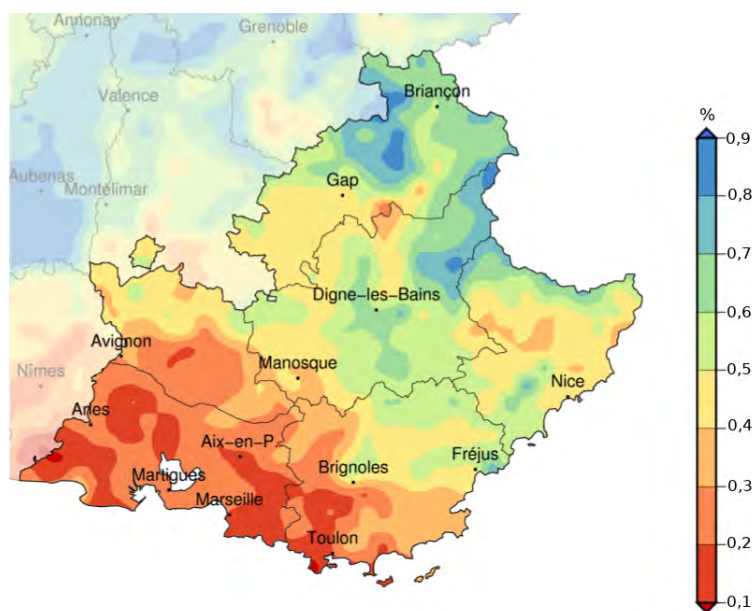 Annonay
Grenoble
Briançon
Valence
%
0,9
Aubenas
Gap
0,8
Montélimar
0,7
Digne-les-Bains
0,6
Avignon
Manosque
0,5
Nîmes
Nice
Arles
0,4
Aix-en-P.
Fréjus
Martigues
Brignoles
0,3
Marseille
Toulon
0,2
0,1